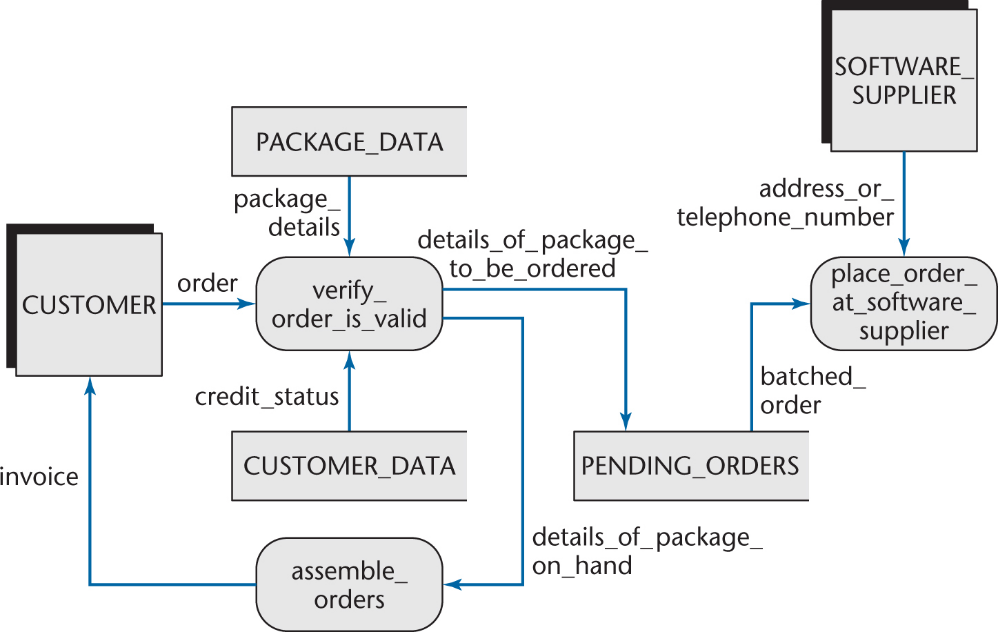 SOFTWARE_
SUPPLIER
PACKAGE_DATA
package_
details
address_or_
telephone_number
details_of_package_
to_be_ordered
CUSTOMER
order
verify_
order_is_valid
place_order_
at_software_
supplier
credit_status
batched_
order
CUSTOMER_DATA
PENDING_ORDERS
invoice
details_of_package_
on_hand
assemble_
orders